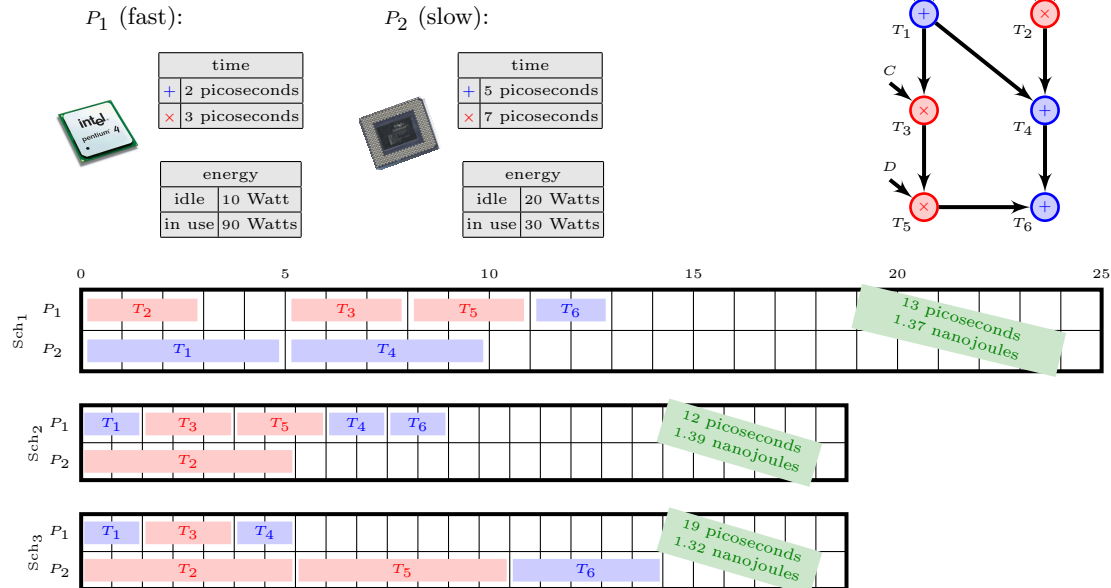 P1 (fast):
P2 (slow):
time
+ 2 picoseconds
× 3 picoseconds
energy
idle 10 Watt
in use 90 Watts
intel
pentium 4
time
+ 5 picoseconds
× 7 picoseconds
energy
idle 20 Watts
in use 30 Watts
+ ×
T1 T2
C
× +
T3 T4
D
× +
T5 T6
0 5 10 15 20 25
Sch1
P1 T2 T3 T5 T6
P2 T1 T4
13 picoseconds
1.37 nanojoules
Sch2
P1 T1 T3 T5 T4 T6
P2 T2
12 picoseconds
1.39 nanojoules
Sch3
P1 T1 T3 T4
P2 T2 T5 T6
19 picoseconds
1.32 nanojoules